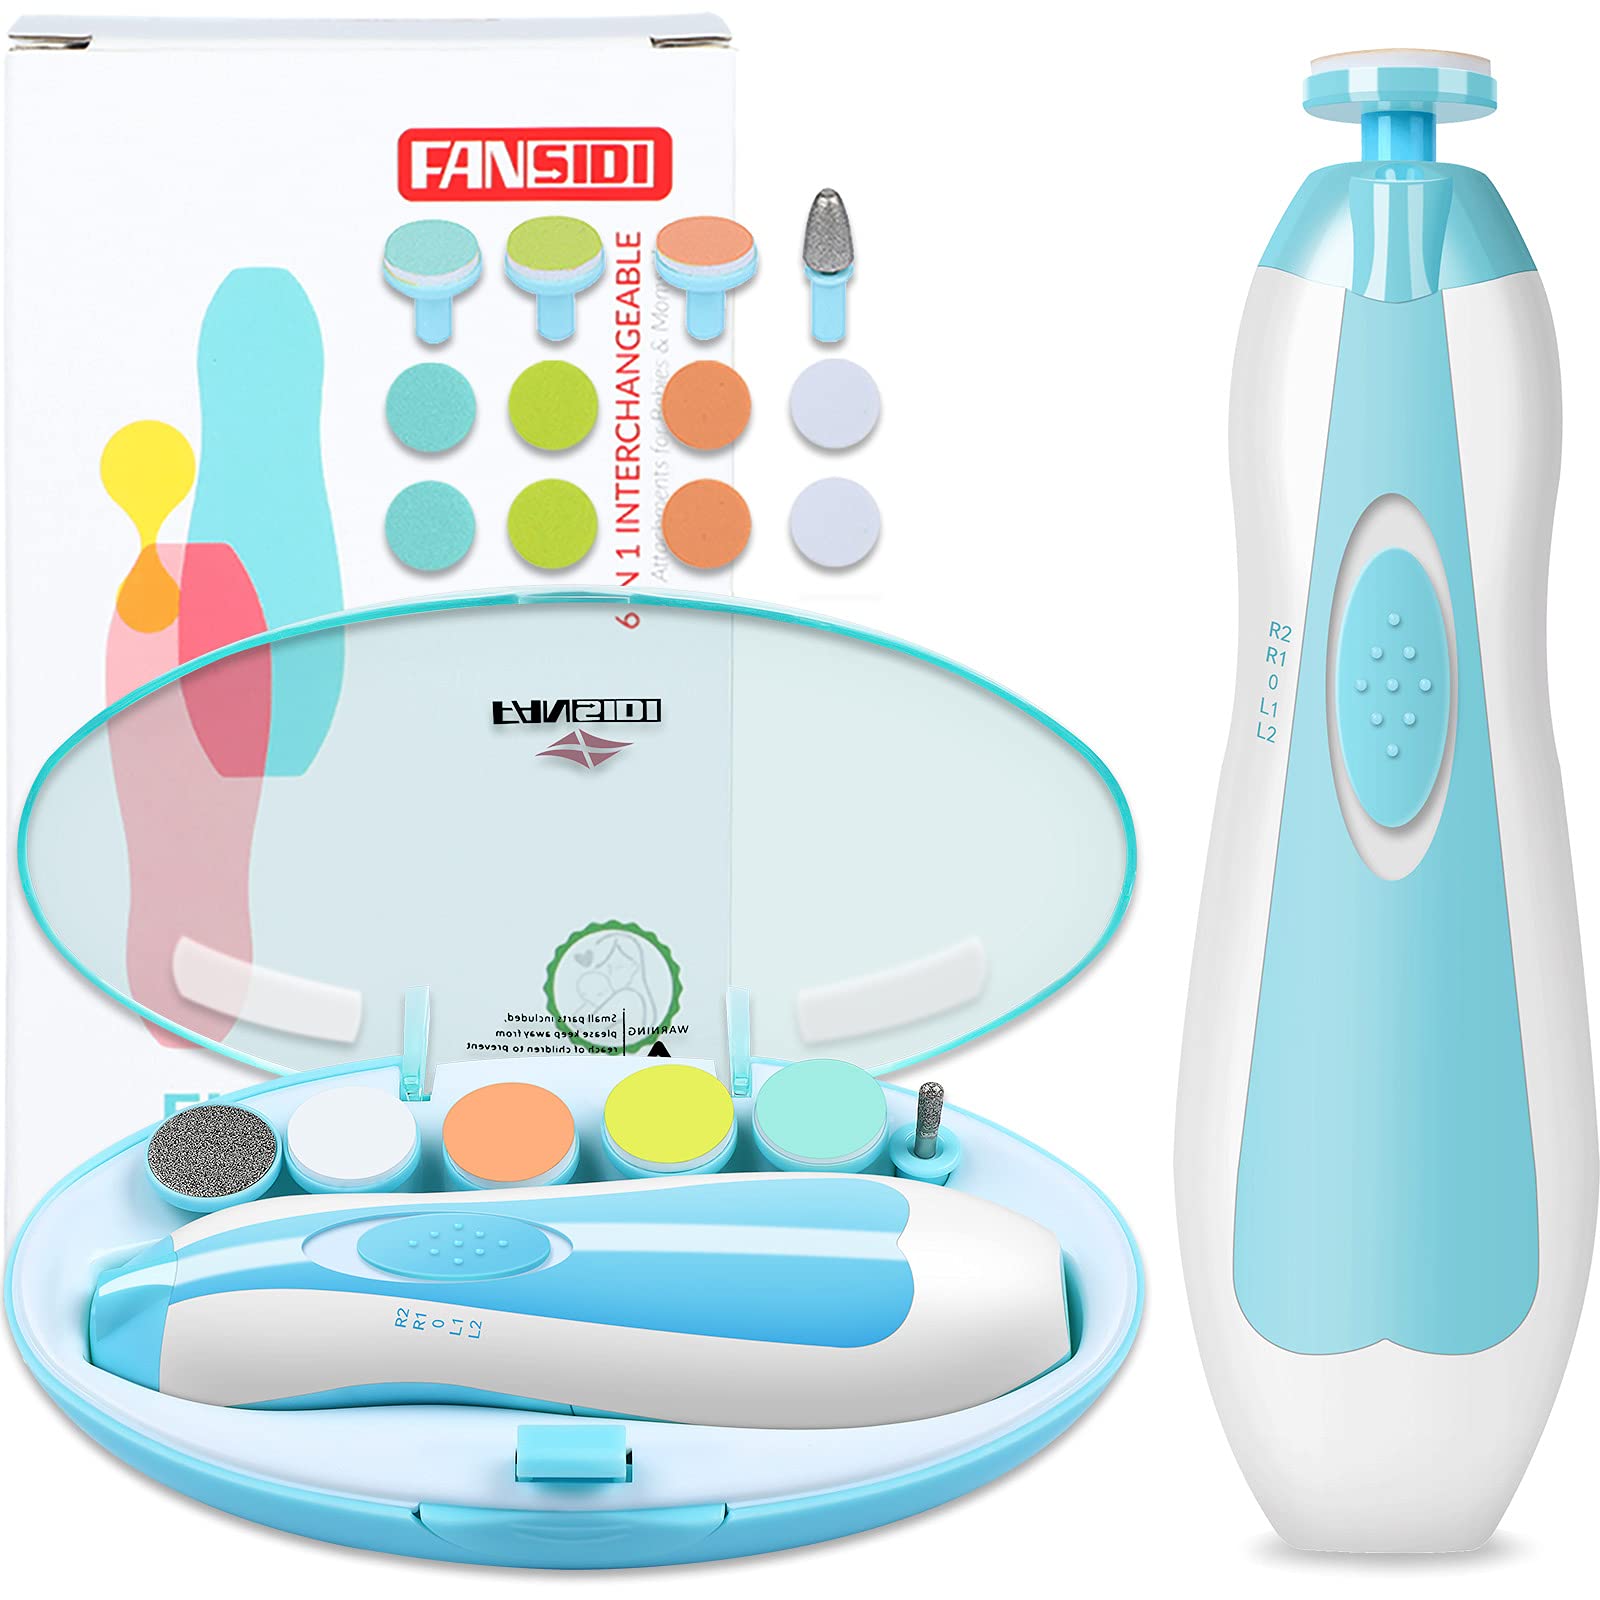 FANSIDI
6 IN 1 INTERCHANGEABLE
Attachments for Babies & Mom
FANSIDI
WARNING
Small parts included,
please keep away from
reach of children to prevent
R2
R1
0
L1
L2
R2
R1
0
L1
L2